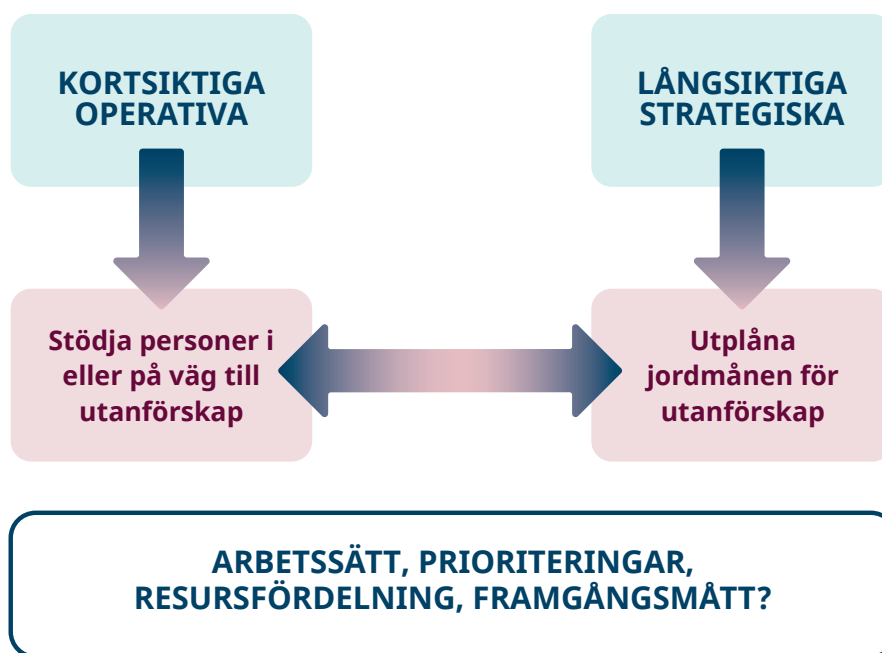 KORTSIKTIGA
OPERATIVA
LÅNGSIKTIGA
STRATEGISKA
Stödja personer i
eller på väg till
utanförskap
Utplåna
jordmånen för
utanförskap
ARBETSSÄTT, PRIORITERINGAR,
RESURSFÖRDELNING, FRAMGÅNGSMÅTT?